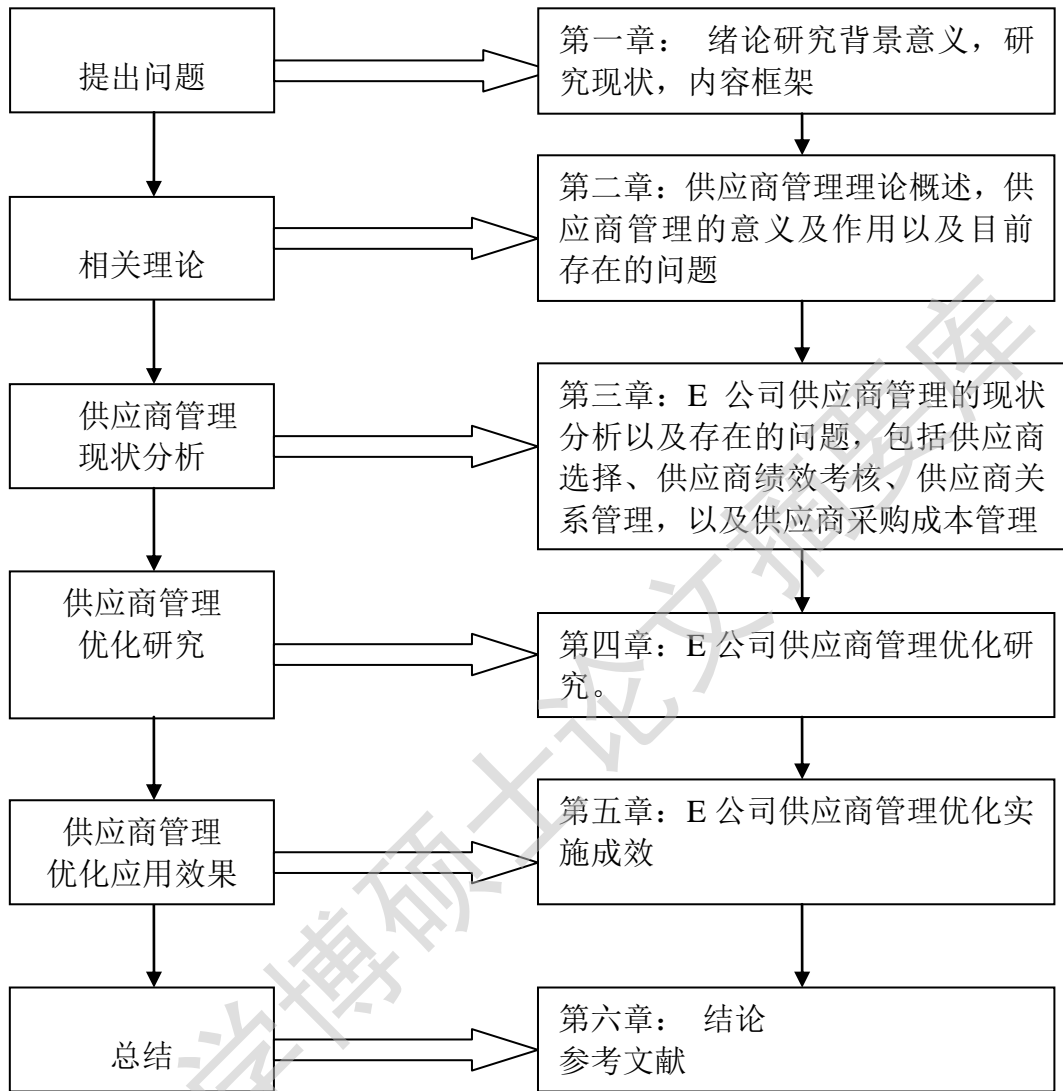 提出问题
第一章： 绪论研究背景意义，研
究现状，内容框架
相关理论
第二章：供应商管理理论概述，供
应商管理的意义及作用以及目前
存在的问题
供应商管理
现状分析
第三章：E 公司供应商管理的现状
分析以及存在的问题，包括供应商
选择、供应商绩效考核、供应商关
系管理，以及供应商采购成本管理
供应商管理
优化研究
第四章：E 公司供应商管理优化研
究。
供应商管理
优化应用效果
第五章：E 公司供应商管理优化实
施成效
总结
第六章： 结论
参考文献
学博硕士论文摘要库